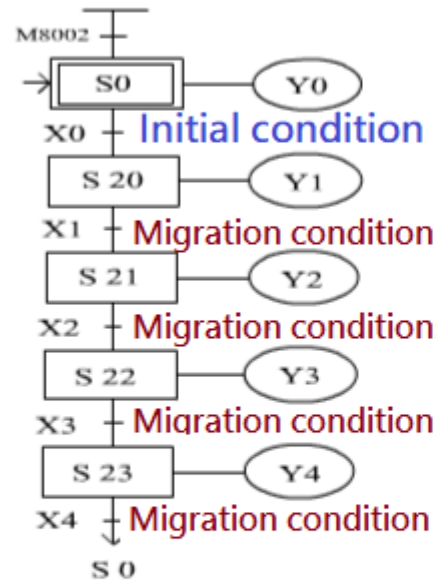 M8002
S0 Y0
X0 Initial condition
S 20 Y1
X1 Migration condition
S 21 Y2
X2 Migration condition
S 22 Y3
X3 Migration condition
S 23 Y4
X4 Migration condition
S 0